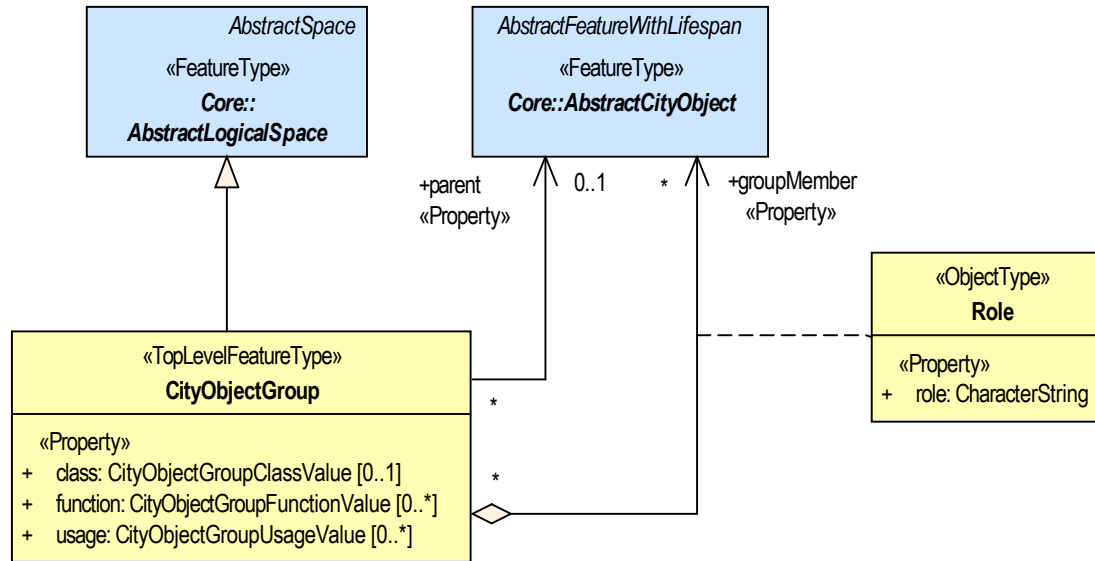 AbstractSpace
«FeatureType»
Core::
AbstractLogicalSpace
AbstractFeatureWithLifespan
«FeatureType»
Core::AbstractCityObject
+parent
«Property»
0..1
*
+groupMember
«Property»
«ObjectType»
Role
«Property»
+ role: CharacterString
«TopLevelFeatureType»
CityObjectGroup
«Property»
+ class: CityObjectGroupClassValue [0..1]
+ function: CityObjectGroupFunctionValue [0..*]
+ usage: CityObjectGroupUsageValue [0..*]
*
*